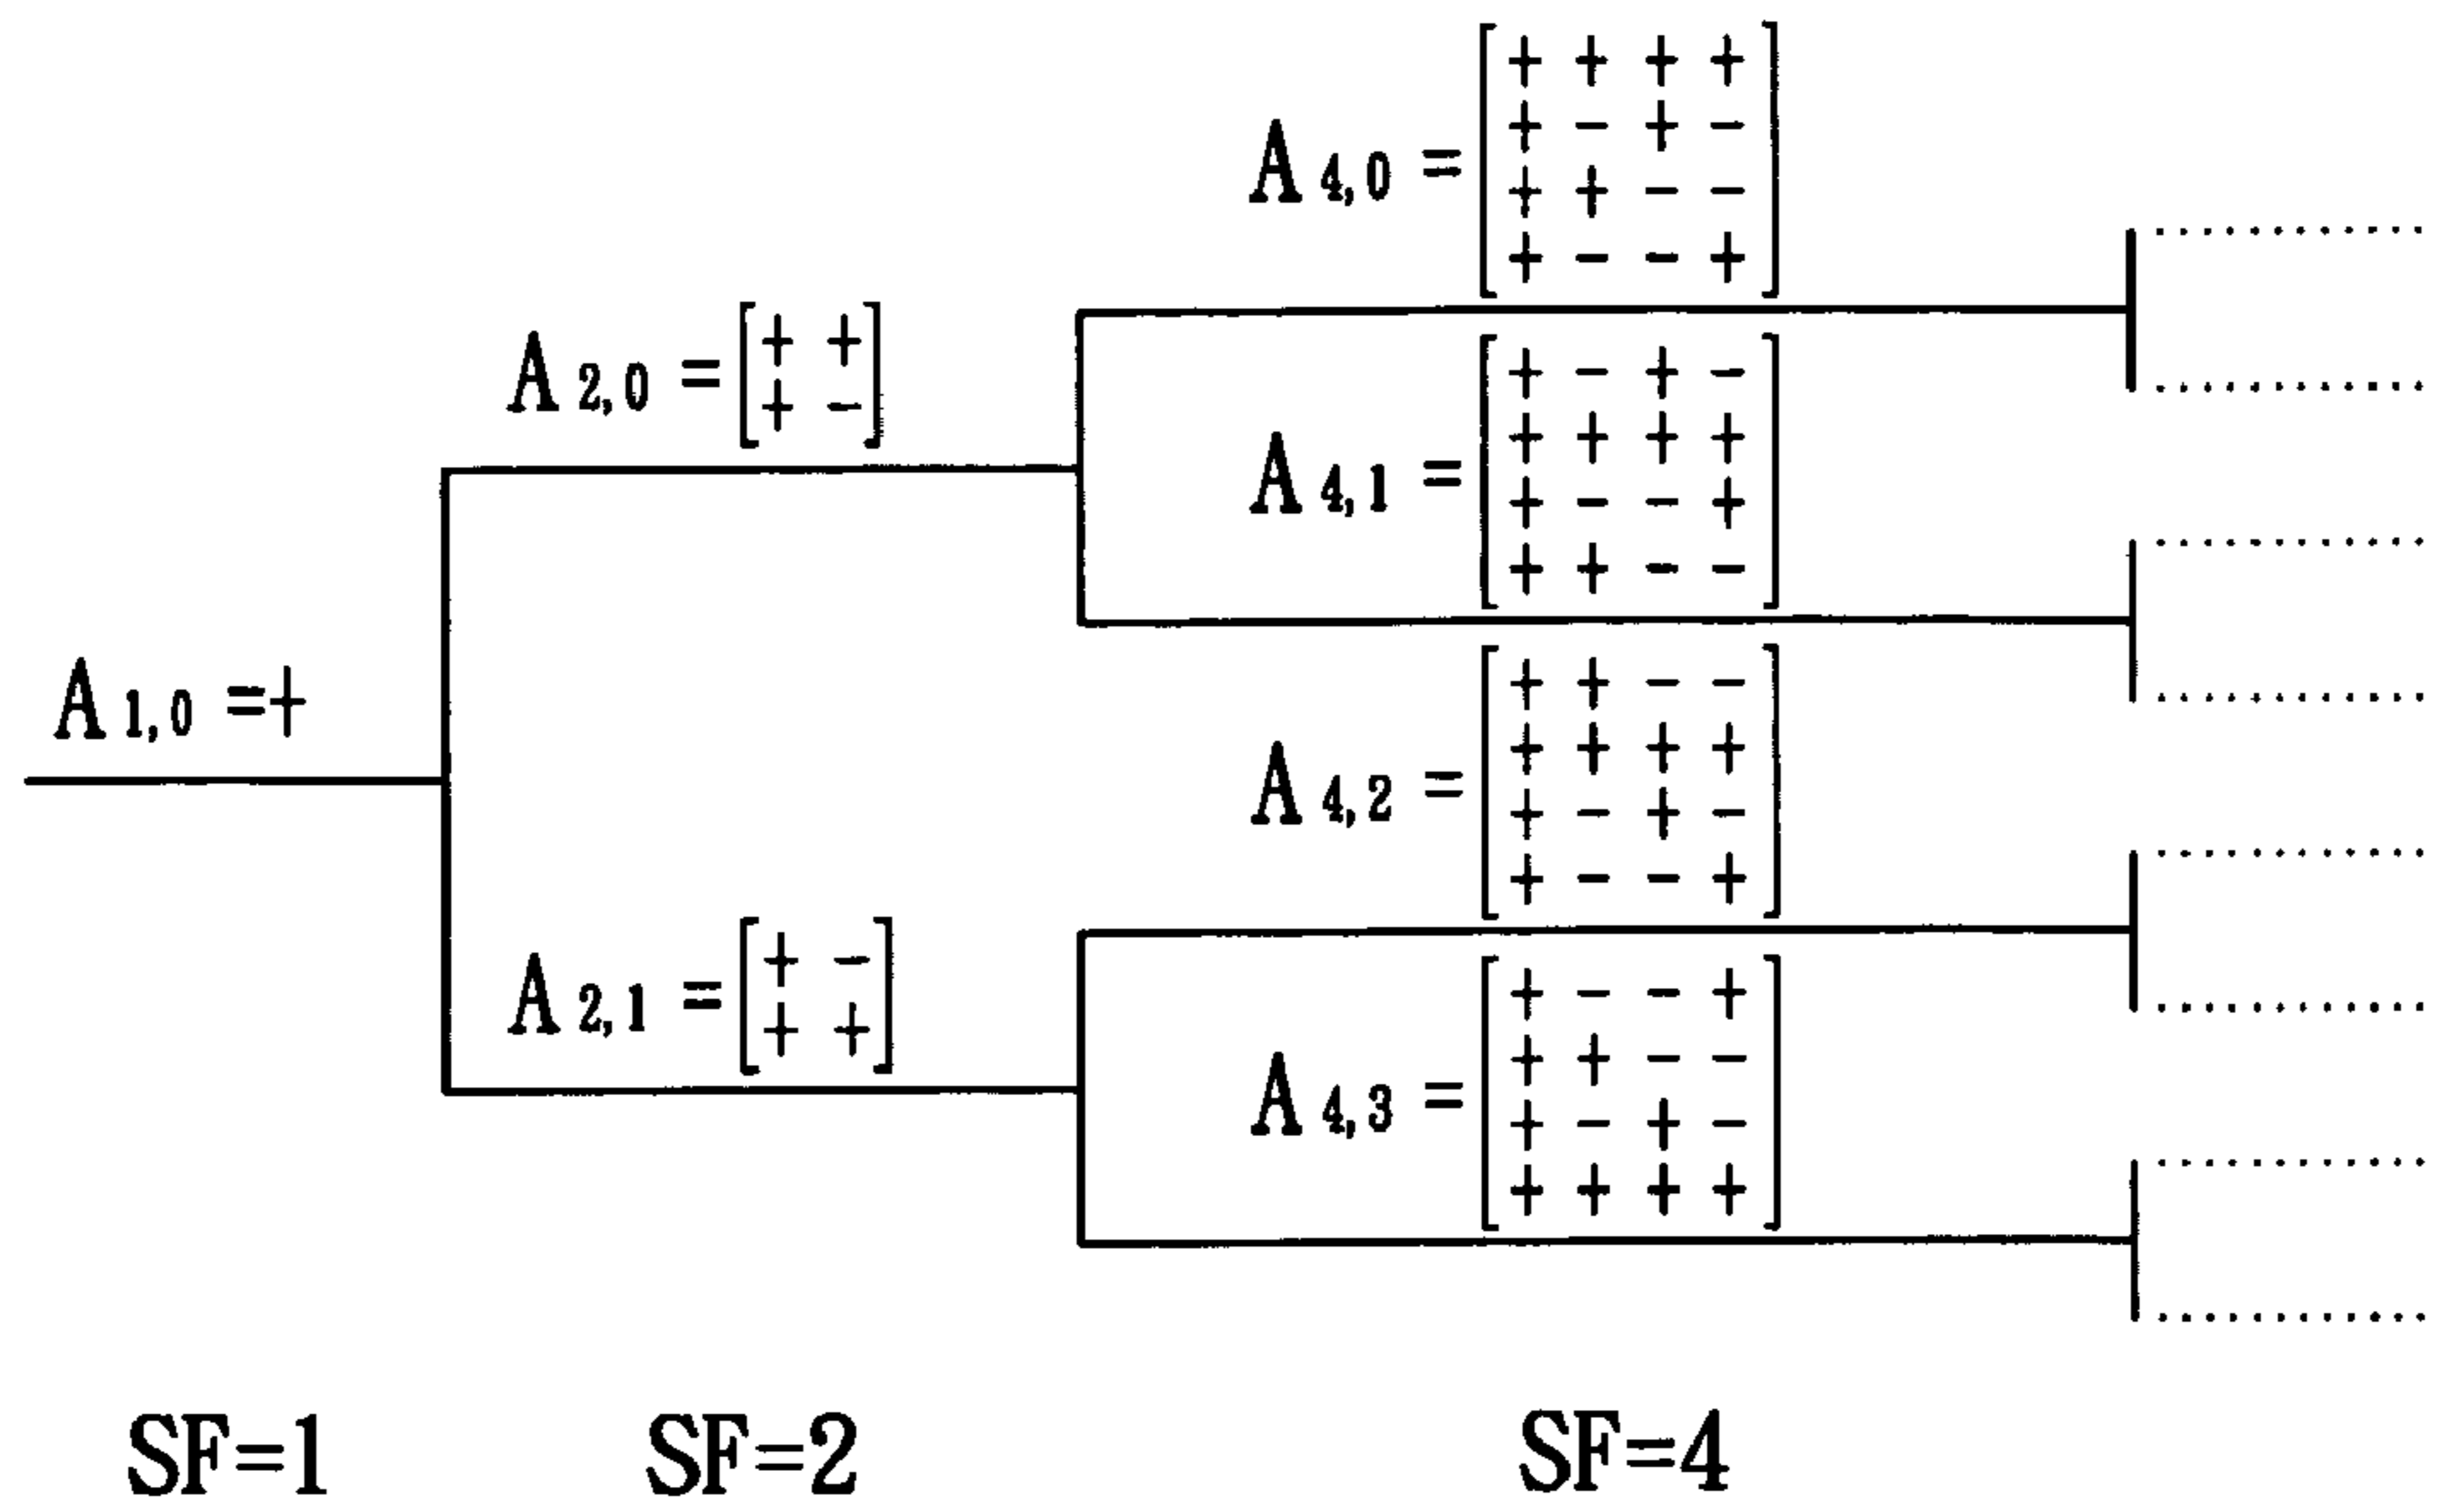 A 4,0 = [ + + + +
+ - + -
+ + - -
+ - - + ]
A 2,0 = [ + +
+ - ]
A 4,1 = [ + - + -
+ + + +
+ - - +
+ + - - ]
A 1,0 = +
A 4,2 = [ + + - -
+ + + +
+ - + -
+ - - + ]
A 2,1 = [ + -
+ + ]
A 4,3 = [ + - - +
+ + - -
+ - + -
+ + + + ]
SF=1 SF=2 SF=4